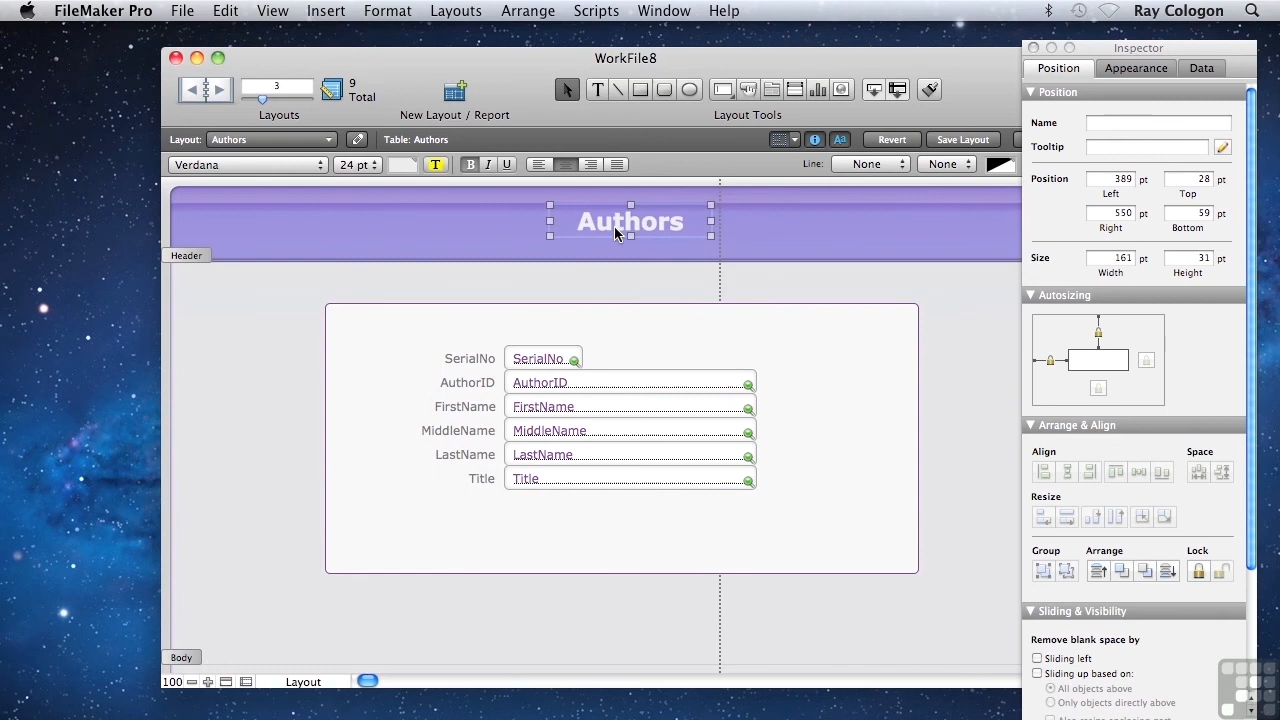 FileMaker Pro File Edit View Insert Format Layouts Arrange Scripts Window Help Ray Cologon
WorkFile8
Inspector
3
9
Total
Layouts
New Layout / Report
T
Layout Tools
Position Appearance Data
Position
Layout: Authors
Table: Authors
Aa
Revert
Save Layout
Verdana
24 pt
T
B I U
Line:
None
None
Name
Tooltip
Position
389 pt
28 pt
Left
Top
550 pt
59 pt
Right
Bottom
Size
161 pt
31 pt
Width
Height
Authors
Header
Autosizing
SerialNo SerialNo
AuthorID AuthorID
FirstName FirstName
MiddleName MiddleName
LastName LastName
Title Title
Arrange & Align
Align
Space
Resize
Group
Arrange
Lock
Sliding & Visibility
Remove blank space by
Sliding left
Sliding up based on:
All objects above
Only objects directly above
Also resize enclosing part
Body
100
Layout